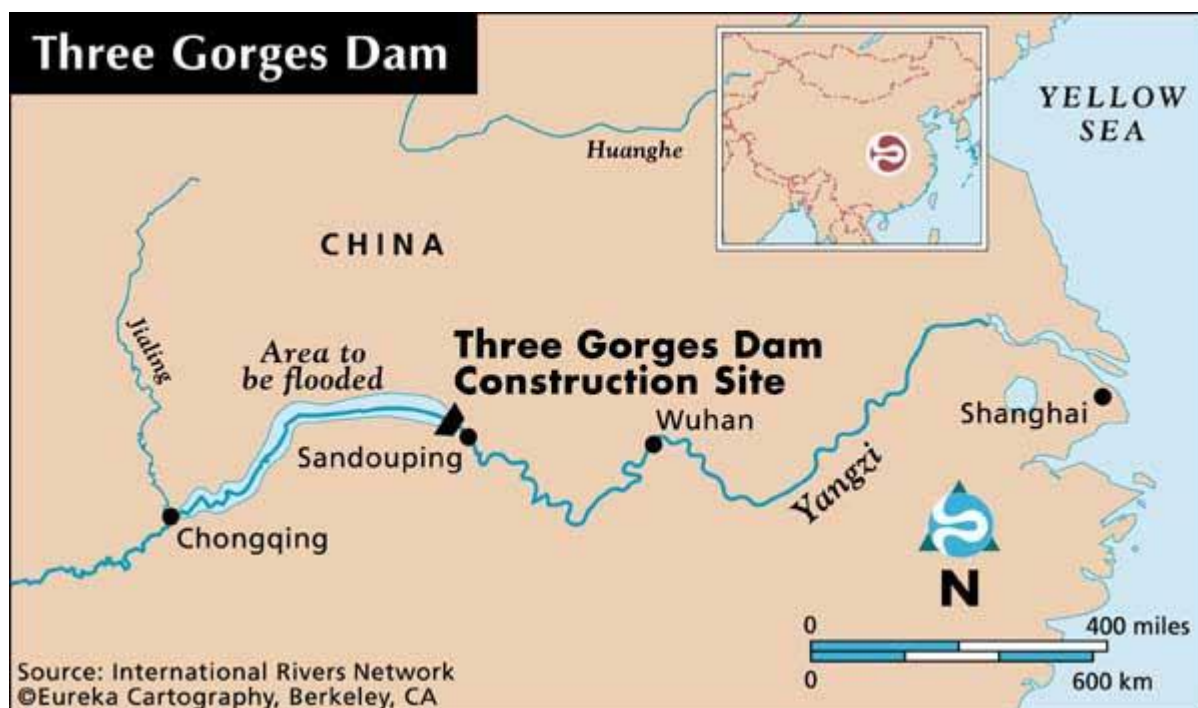 Three Gorges Dam
YELLOW
SEA
Huanghe
CHINA
Jialing
Area to
be flooded
Three Gorges Dam
Construction Site
Wuhan
Shanghai
Sandouping
Yangzi
Chongqing
N
0
400 miles
0
600 km
Source: International Rivers Network
©Eureka Cartography, Berkeley, CA